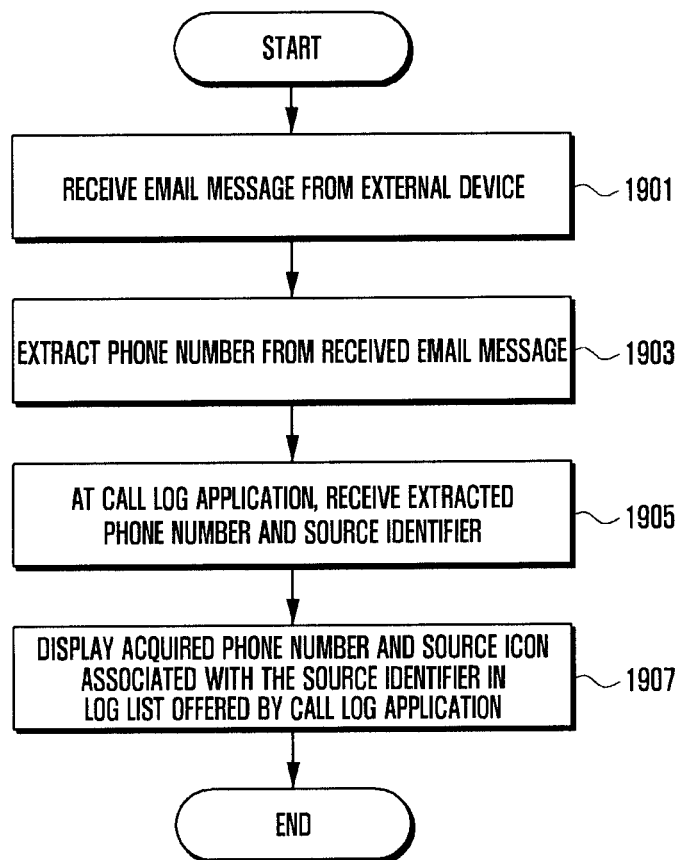 START
RECEIVE EMAIL MESSAGE FROM EXTERNAL DEVICE
1901
EXTRACT PHONE NUMBER FROM RECEIVED EMAIL MESSAGE
1903
AT CALL LOG APPLICATION, RECEIVE EXTRACTED
PHONE NUMBER AND SOURCE IDENTIFIER
1905
DISPLAY ACQUIRED PHONE NUMBER AND SOURCE ICON
ASSOCIATED WITH THE SOURCE IDENTIFIER IN
LOG LIST OFFERED BY CALL LOG APPLICATION
1907
END